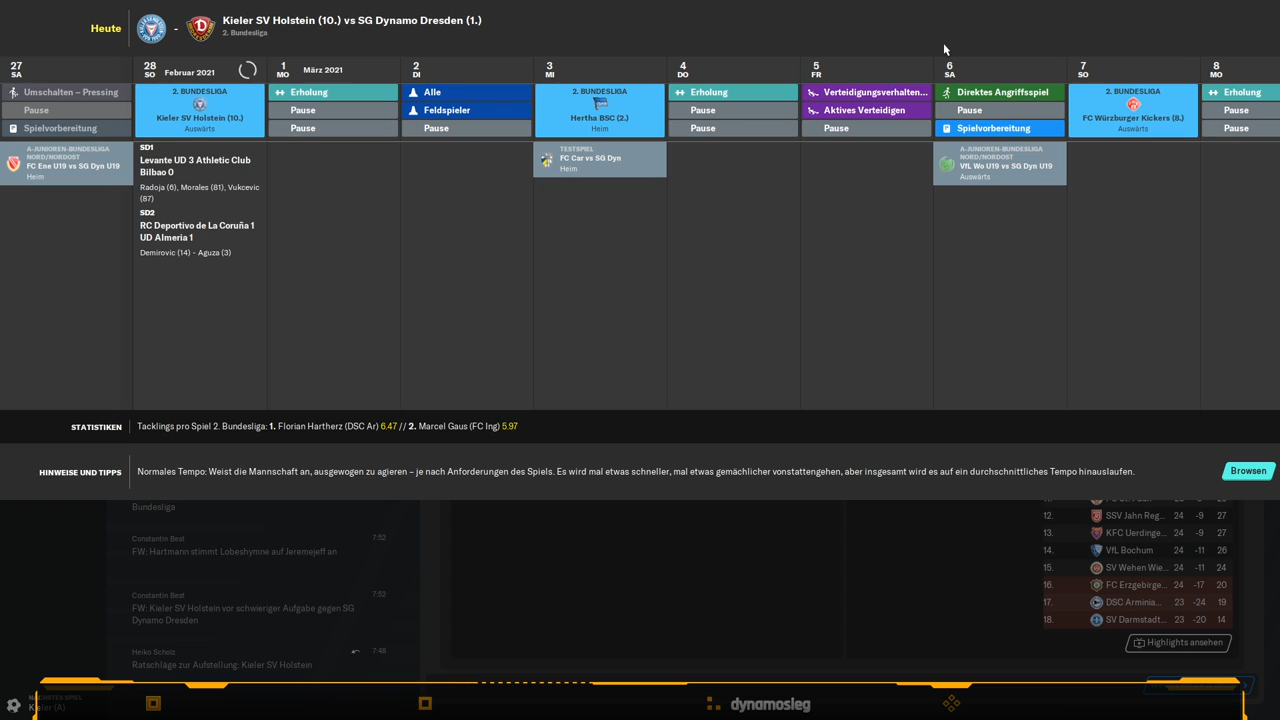 Heute
Kieler SV Holstein (10.) vs SG Dynamo Dresden (1.)
2. Bundesliga
27
SA
28
SO
Februar 2021
1
MO
März 2021
2
DI
3
MI
4
DO
5
FR
6
SA
7
SO
8
MO
Umschalten – Pressing
Pause
Spielvorbereitung
2. BUNDESLIGA
Kieler SV Holstein (10.)
Auswärts
Erholung
Pause
Pause
Alle
Feldspieler
Pause
2. BUNDESLIGA
Hertha BSC (2.)
Heim
Erholung
Pause
Pause
Verteidigungsverhalten...
Aktives Verteidigen
Pause
Direktes Angriffsspiel
Pause
Spielvorbereitung
2. BUNDESLIGA
FC Würzburger Kickers (8.)
Auswärts
Erholung
Pause
Pause
A-JUNIOREN-BUNDESLIGA
NORD/NORDOST
FC Ene U19 vs SG Dyn U19
Heim
SD1
Levante UD 3 Athletic Club
Bilbao 0
Radoja (6), Morales (81), Vukcevic
(87)
SD2
RC Deportivo de La Coruña 1
UD Almeria 1
Demirovic (14) - Aguza (3)
TESTSPIEL
FC Car vs SG Dyn
Heim
A-JUNIOREN-BUNDESLIGA
NORD/NORDOST
VfL Wo U19 vs SG Dyn U19
Auswärts
STATISTIKEN
Tacklings pro Spiel 2. Bundesliga: 1. Florian Hartherz (DSC Ar) 6.47 // 2. Marcel Gaus (FC Ing) 5.97
HINWEISE UND TIPPS
Normales Tempo: Weist die Mannschaft an, ausgewogen zu agieren – je nach Anforderungen des Spiels. Es wird mal etwas schneller, mal etwas gemächlicher vonstattengehen, aber insgesamt wird es auf ein durchschnittliches Tempo hinauslaufen.
Browsen
Bundesliga
Constantin Best
7:52
FW: Hartmann stimmt Lobeshymne auf Jeremejeff an
Constantin Best
7:52
FW: Kieler SV Holstein vor schwieriger Aufgabe gegen SG
Dynamo Dresden
Heiko Scholz
7:48
Ratschläge zur Aufstellung: Kieler SV Holstein
12. SSV Jahn Reg... 24 -9 27
13. KFC Uerdinge... 24 -9 27
14. VfL Bochum 24 -11 26
15. SV Wehen Wie... 24 -11 24
16. FC Erzgebirge... 24 -17 20
17. DSC Arminia... 23 -24 19
18. SV Darmstadt... 23 -20 14
Highlights ansehen
NÄCHSTES SPIEL
Kieler (A)
dynamosleg